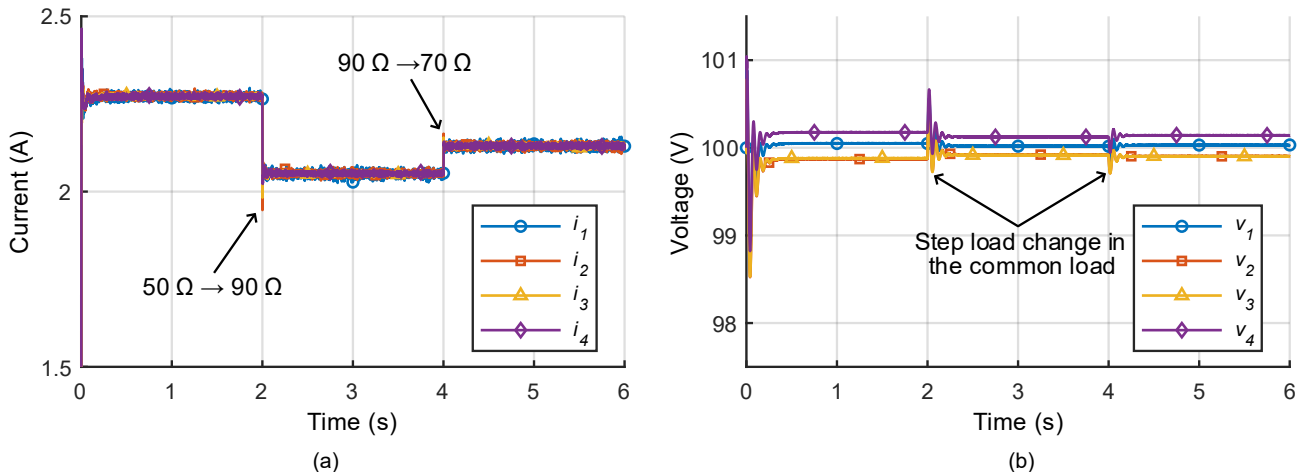 2.5
2
1.5
Current (A)
90 Ω → 70 Ω
50 Ω → 90 Ω
i1
i2
i3
i4
0 1 2 3 4 5 6
Time (s)
(a)
101
100
99
98
Voltage (V)
Step load change in
the common load
v1
v2
v3
v4
0 1 2 3 4 5 6
Time (s)
(b)